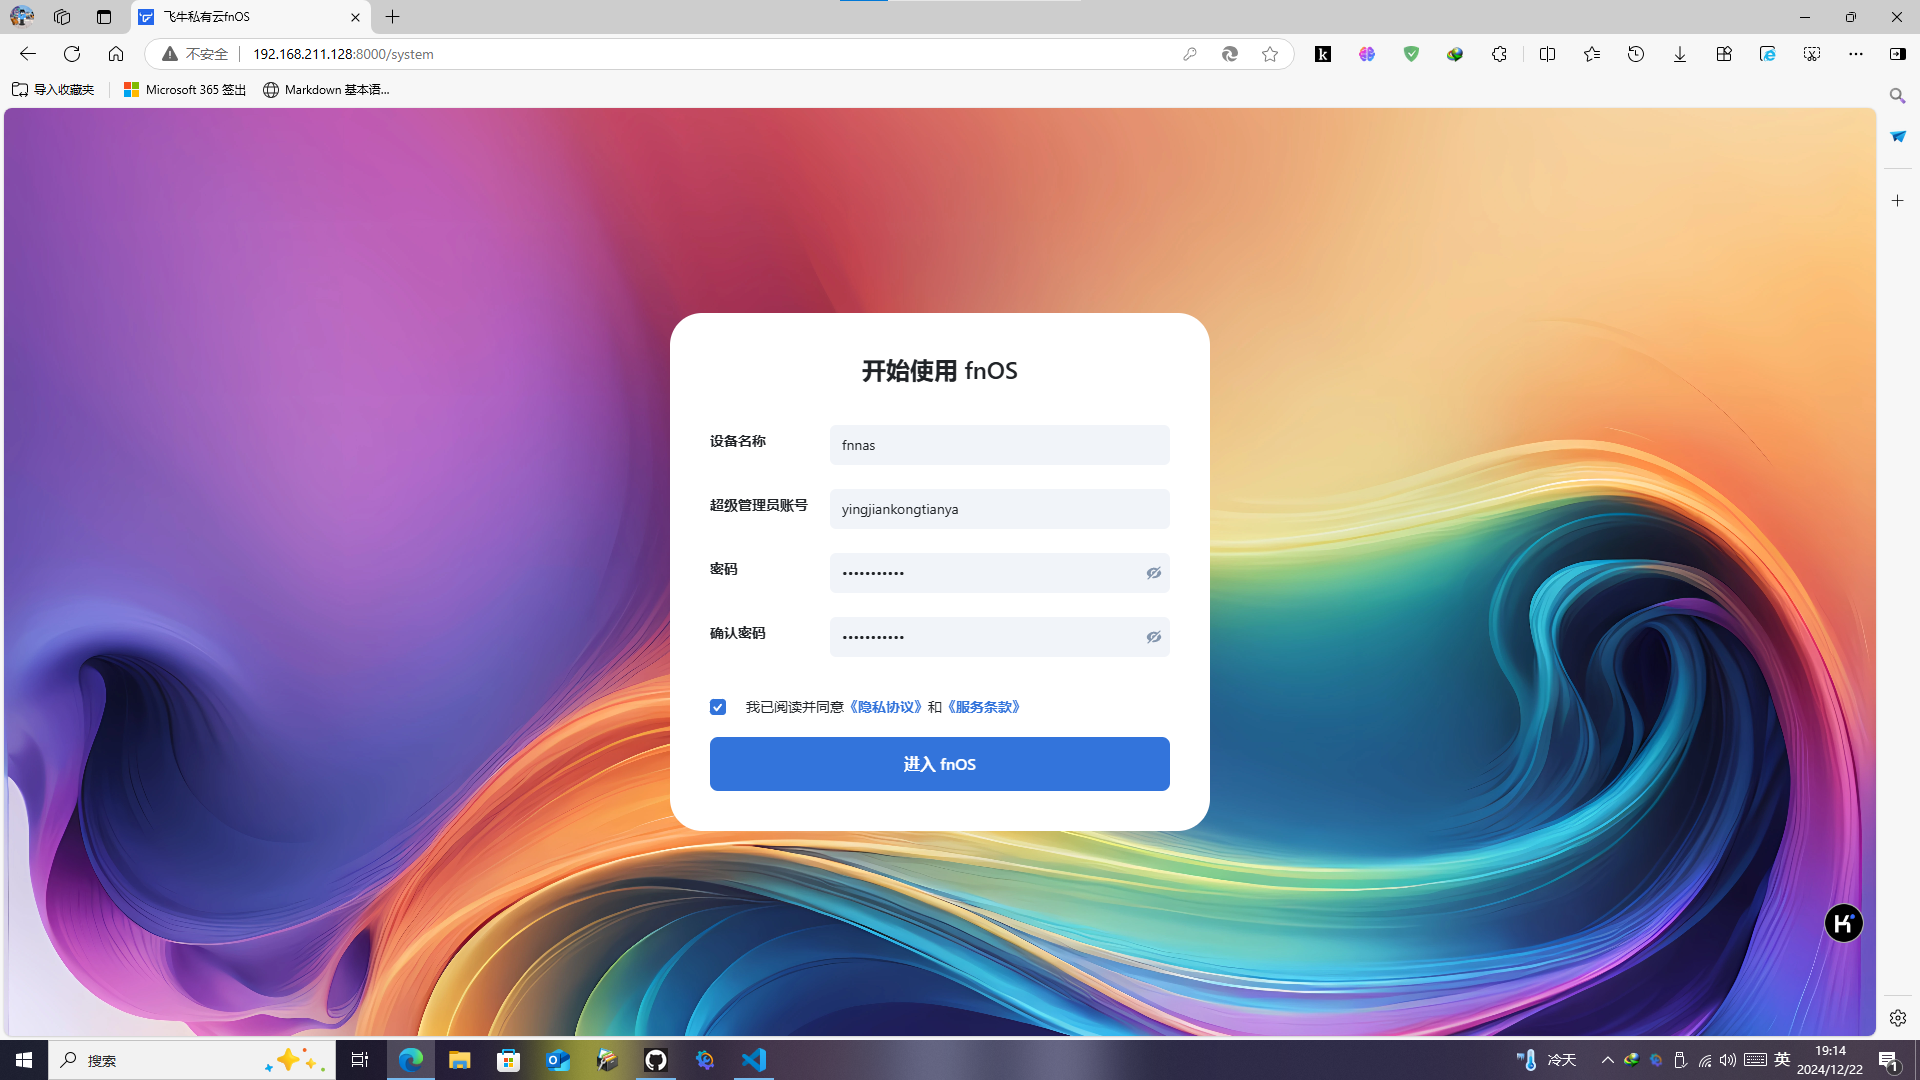 飞牛私有云fnOS
不安全
192.168.211.128:8000/system
导入收藏夹
Microsoft 365 签出
Markdown 基本语...
开始使用 fnOS
设备名称
fnnas
超级管理员账号
yingjiankongtianya
密码
•••••••••••
确认密码
•••••••••••
我已阅读并同意《隐私协议》和《服务条款》
进入 fnOS
搜索
冷天
英
19:14
2024/12/22
1